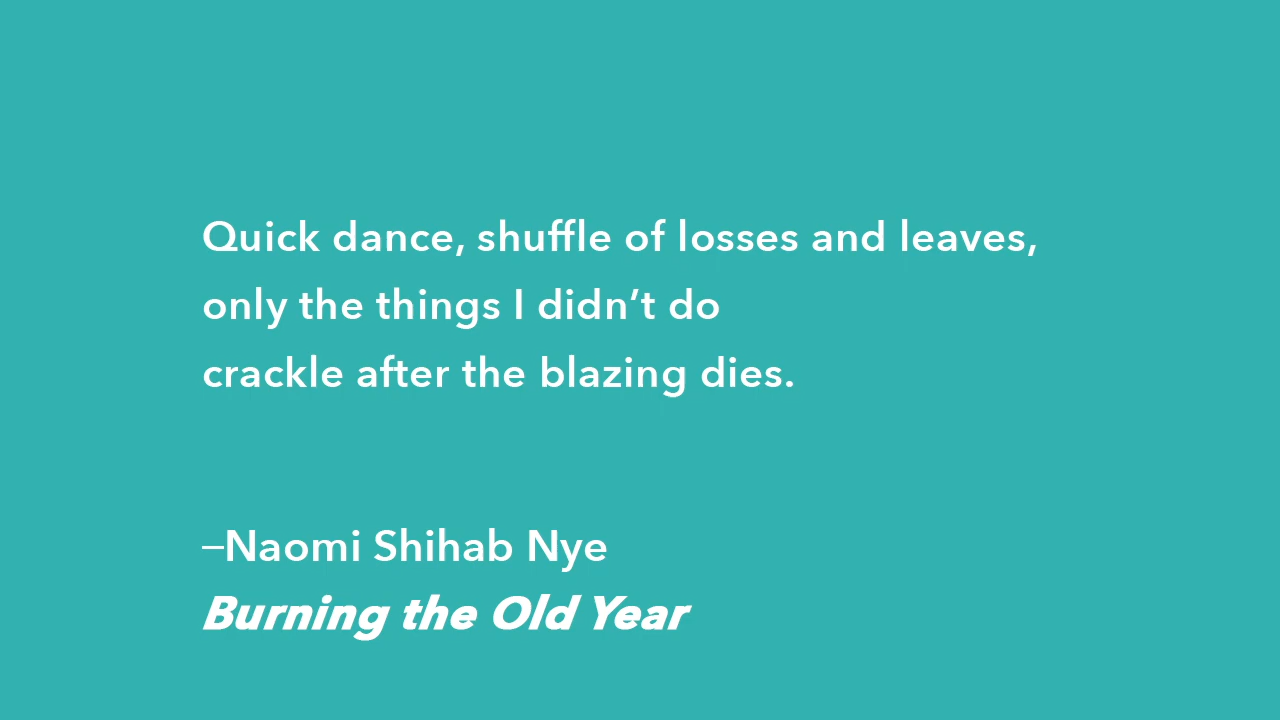 Quick dance, shuffle of losses and leaves,
only the things I didn’t do
crackle after the blazing dies.
—Naomi Shihab Nye
Burning the Old Year